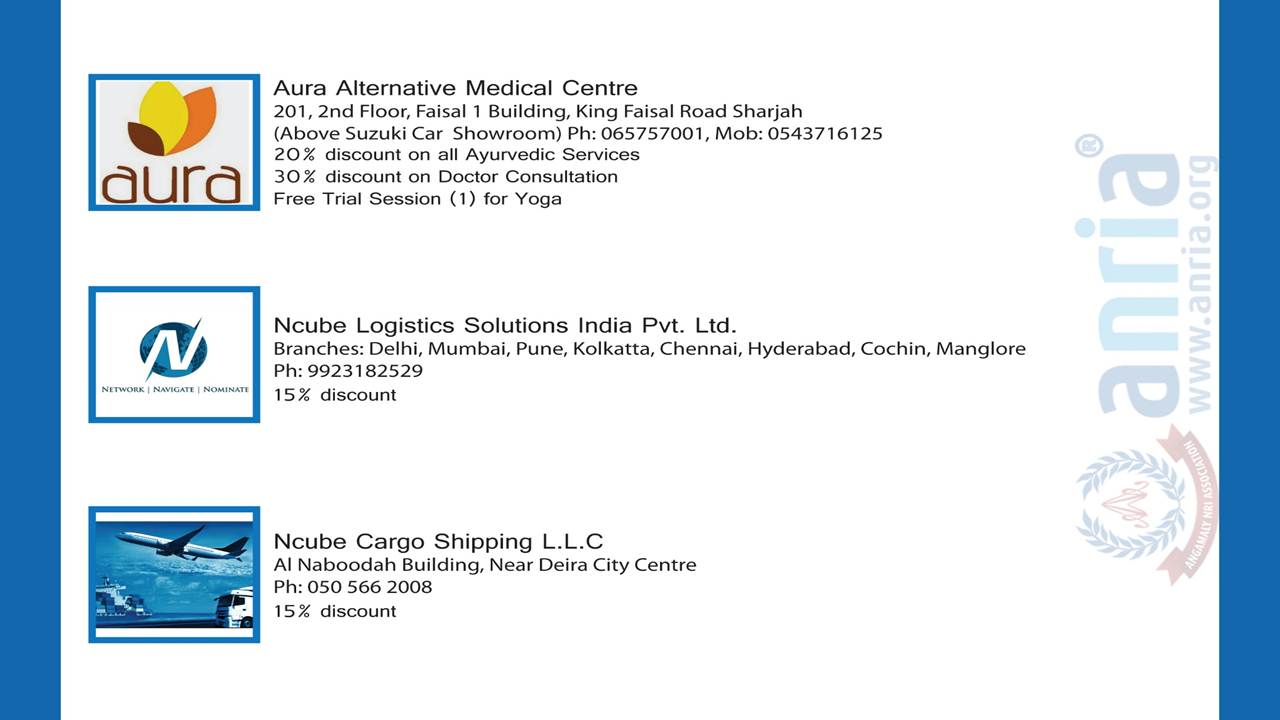 aura
Aura Alternative Medical Centre
201, 2nd Floor, Faisal 1 Building, King Faisal Road Sharjah
(Above Suzuki Car Showroom) Ph: 065757001, Mob: 0543716125
20% discount on all Ayurvedic Services
30% discount on Doctor Consultation
Free Trial Session (1) for Yoga
N
NETWORK | NAVIGATE | NOMINATE
Ncube Logistics Solutions India Pvt. Ltd.
Branches: Delhi, Mumbai, Pune, Kolkatta, Chennai, Hyderabad, Cochin, Manglore
Ph: 9923182529
15% discount
Ncube Cargo Shipping L.L.C
Al Naboodah Building, Near Deira City Centre
Ph: 050 566 2008
15% discount
anria®
www.anria.org
ANGAMALY NRI ASSOCIATION